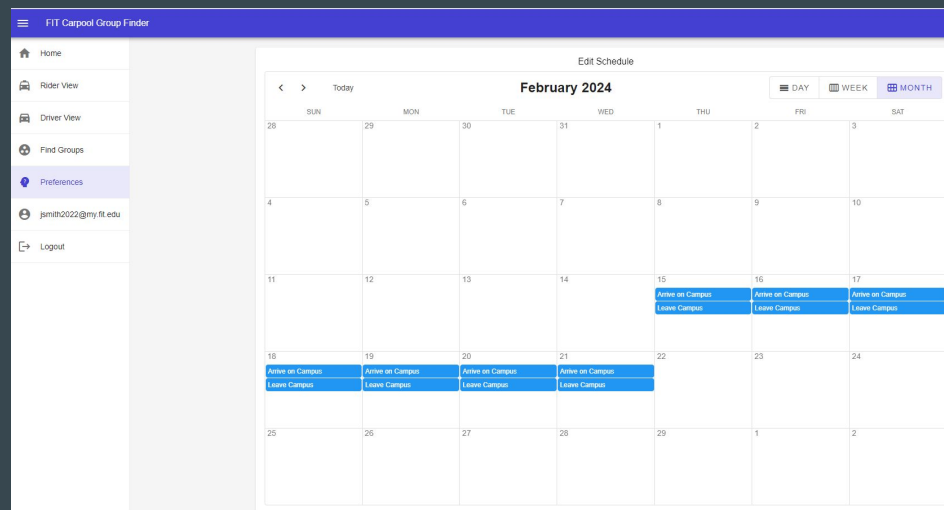 FIT Carpool Group Finder
Home
Rider View
Driver View
Find Groups
Preferences
jsmith2022@my.fit.edu
Logout
Edit Schedule
Today February 2024 DAY WEEK MONTH
SUN MON TUE WED THU FRI SAT
28 29 30 31 1 2 3
4 5 6 7 8 9 10
11 12 13 14 15 16 17
Arrive on Campus Arrive on Campus Arrive on Campus
Leave Campus Leave Campus Leave Campus
18 19 20 21 22 23 24
Arrive on Campus Arrive on Campus Arrive on Campus Arrive on Campus
Leave Campus Leave Campus Leave Campus Leave Campus
25 26 27 28 29 1 2